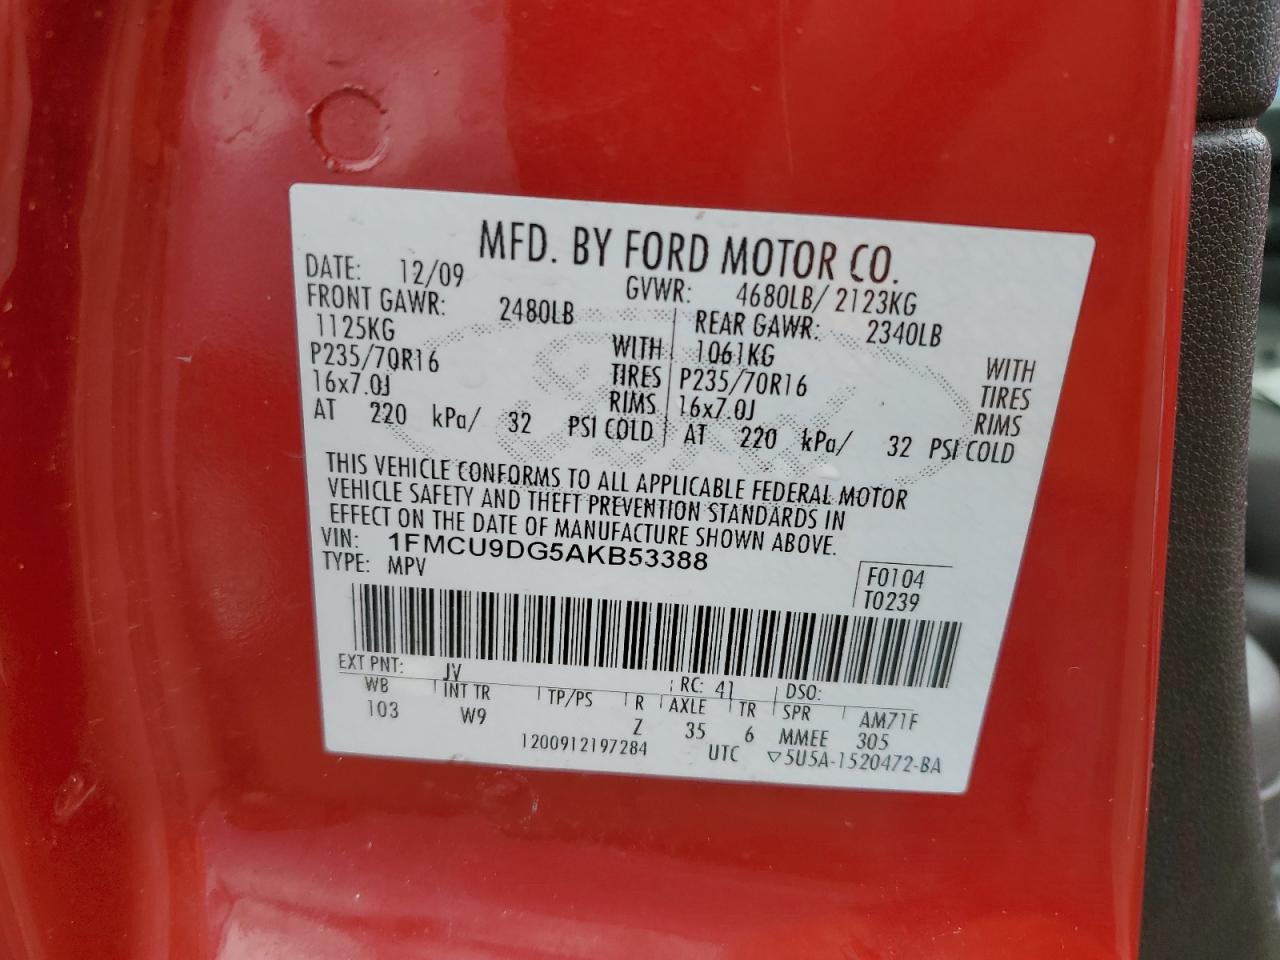 MFD. BY FORD MOTOR CO.
DATE: 12/09 GVWR: 4680LB/ 2123KG
FRONT GAWR: 2480LB REAR GAWR: 2340LB
1125KG WITH 1061KG WITH
P235/70R16 TIRES P235/70R16 TIRES
16x7.0J RIMS 16x7.0J RIMS
AT 220 kPa/ 32 PSI COLD AT 220 kPa/ 32 PSI COLD
THIS VEHICLE CONFORMS TO ALL APPLICABLE FEDERAL MOTOR
VEHICLE SAFETY AND THEFT PREVENTION STANDARDS IN
EFFECT ON THE DATE OF MANUFACTURE SHOWN ABOVE.
VIN: 1FMCU9DG5AKB53388
TYPE: MPV
F0104
T0239
EXT PNT: JV RC: 41 DSO:
WB INT TR TP/PS R AXLE TR SPR AM71F
103 W9 Z 35 6 MMEE 305
1200912197284 UTC ▽5U5A-1520472-BA